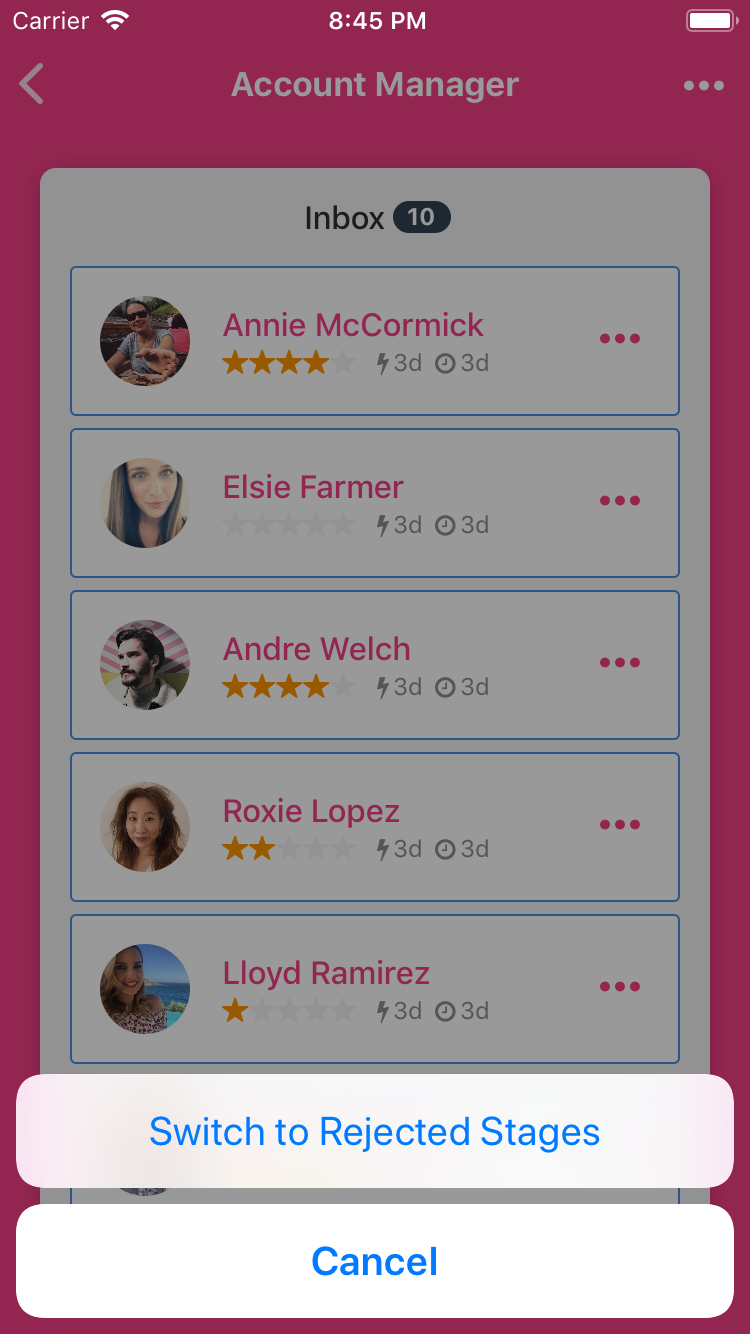 Carrier 8:45 PM
Account Manager
Inbox 10
Annie McCormick
3d 3d
Elsie Farmer
3d 3d
Andre Welch
3d 3d
Roxie Lopez
3d 3d
Lloyd Ramirez
3d 3d
Switch to Rejected Stages
Cancel